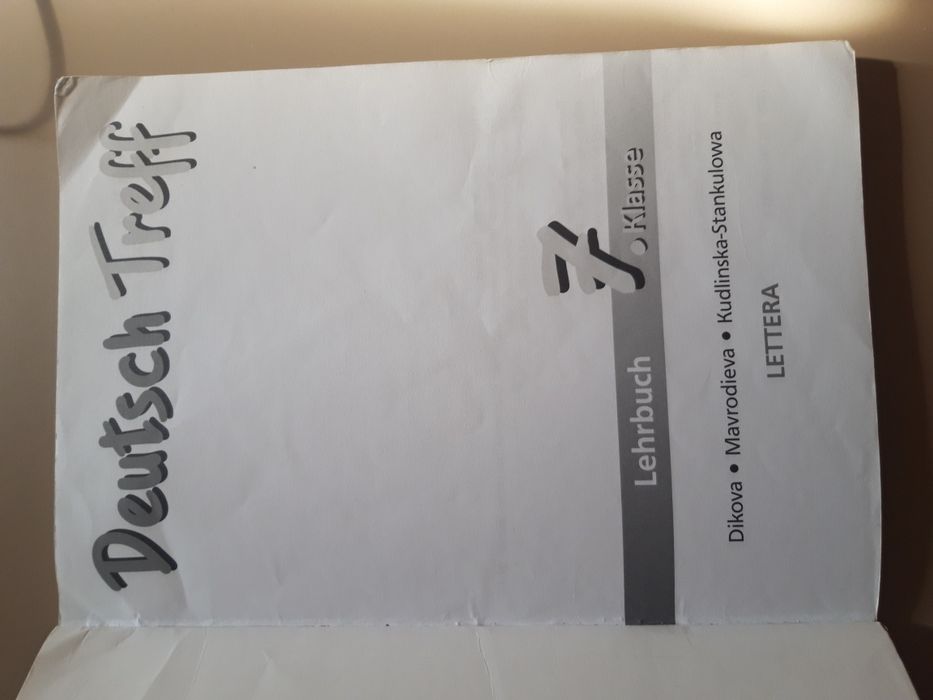 Deutsch Treff
7. Klasse
Lehrbuch
Dikova • Mavrodieva • Kudlinska-Stankulowa
LETTERA